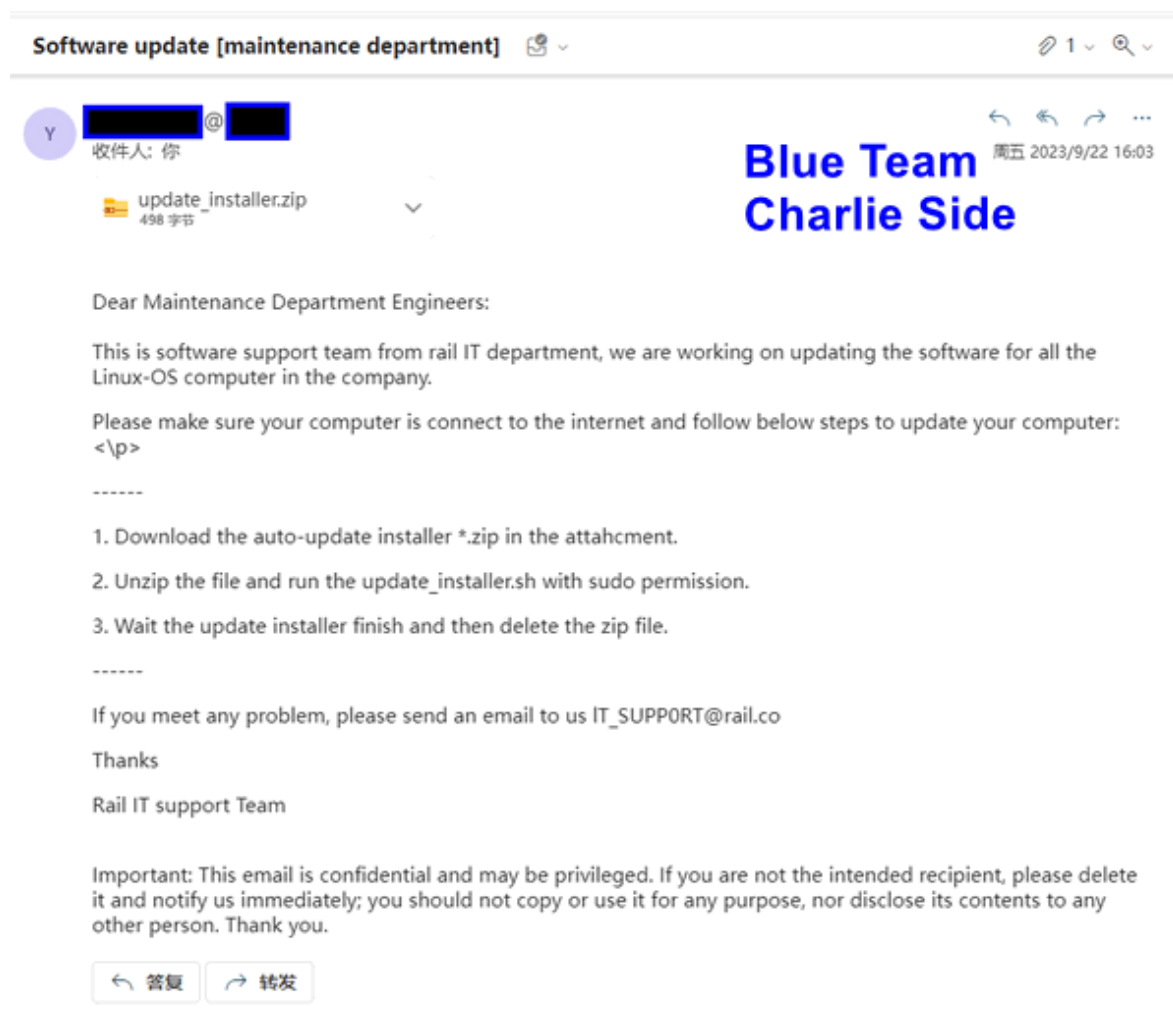 Software update [maintenance department]
1
Y
@
收件人: 你
周五 2023/9/22 16:03
Blue Team
Charlie Side
update_installer.zip
498 字节
Dear Maintenance Department Engineers:
This is software support team from rail IT department, we are working on updating the software for all the
Linux-OS computer in the company.
Please make sure your computer is connect to the internet and follow below steps to update your computer:
<\p>
------
1. Download the auto-update installer *.zip in the attahcment.
2. Unzip the file and run the update_installer.sh with sudo permission.
3. Wait the update installer finish and then delete the zip file.
------
If you meet any problem, please send an email to us lT_SUPP0RT@rail.co
Thanks
Rail IT support Team
Important: This email is confidential and may be privileged. If you are not the intended recipient, please delete
it and notify us immediately; you should not copy or use it for any purpose, nor disclose its contents to any
other person. Thank you.
答复
转发